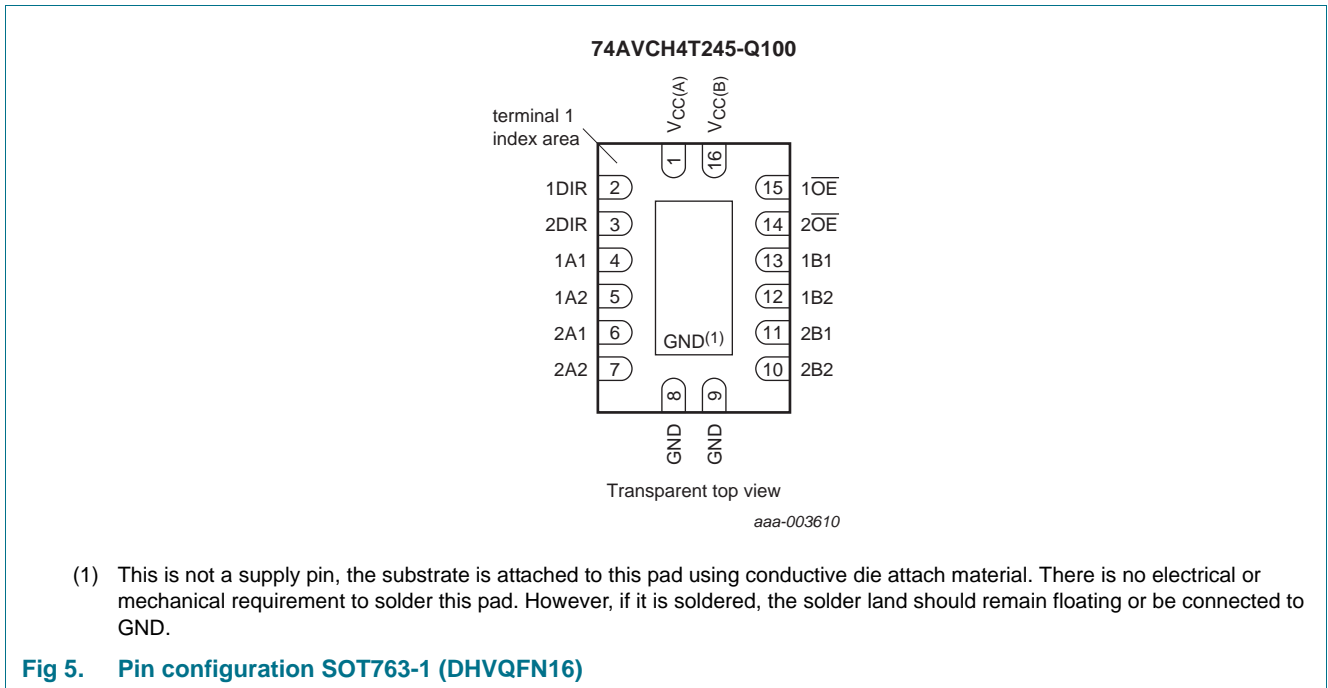 74AVCH4T245-Q100
terminal 1
index area
VCC(A)
VCC(B)
1
16
1DIR 2
15 1OE
2DIR 3
14 2OE
1A1 4
13 1B1
1A2 5
12 1B2
2A1 6
11 2B1
GND(1)
2A2 7
10 2B2
8
9
GND
GND
Transparent top view
aaa-003610
(1) This is not a supply pin, the substrate is attached to this pad using conductive die attach material. There is no electrical or
mechanical requirement to solder this pad. However, if it is soldered, the solder land should remain floating or be connected to
GND.
Fig 5. Pin configuration SOT763-1 (DHVQFN16)